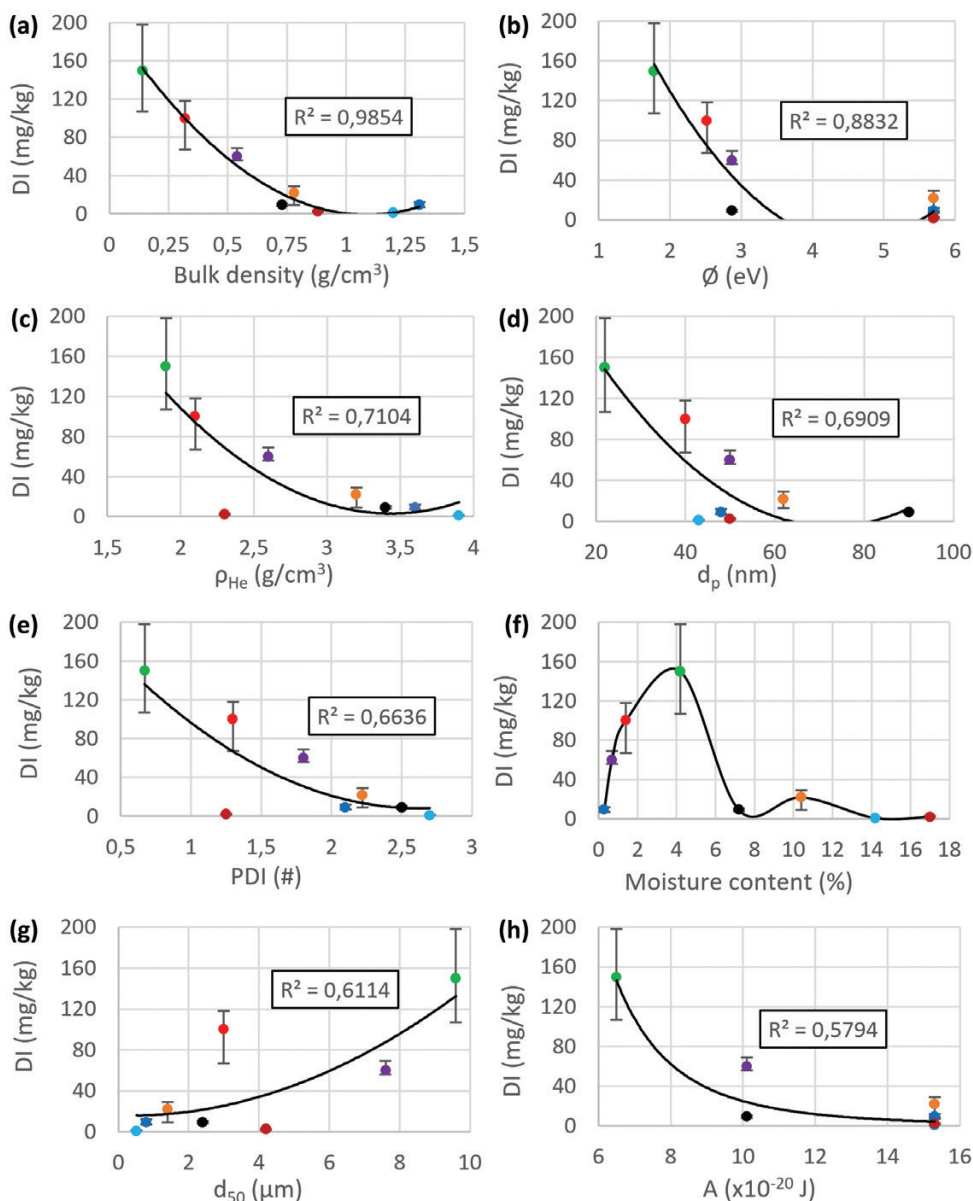 (a)
200
160
120
80
40
0
DI (mg/kg)
R² = 0,9854
0 0,25 0,5 0,75 1 1,25 1,5
Bulk density (g/cm³)
(b)
200
160
120
80
40
0
DI (mg/kg)
R² = 0,8832
1 2 3 4 5 6
Ø (eV)
(c)
200
160
120
80
40
0
DI (mg/kg)
R² = 0,7104
1,5 2 2,5 3 3,5 4
ρHe (g/cm³)
(d)
200
160
120
80
40
0
DI (mg/kg)
R² = 0,6909
20 40 60 80 100
dp (nm)
(e)
200
160
120
80
40
0
DI (mg/kg)
R² = 0,6636
0,5 1 1,5 2 2,5 3
PDI (#)
(f)
200
160
120
80
40
0
DI (mg/kg)
0 2 4 6 8 10 12 14 16 18
Moisture content (%)
(g)
200
160
120
80
40
0
DI (mg/kg)
R² = 0,6114
0 2 4 6 8 10
d50 (µm)
(h)
200
160
120
80
40
0
DI (mg/kg)
R² = 0,5794
6 8 10 12 14 16
A (x10⁻²⁰ J)